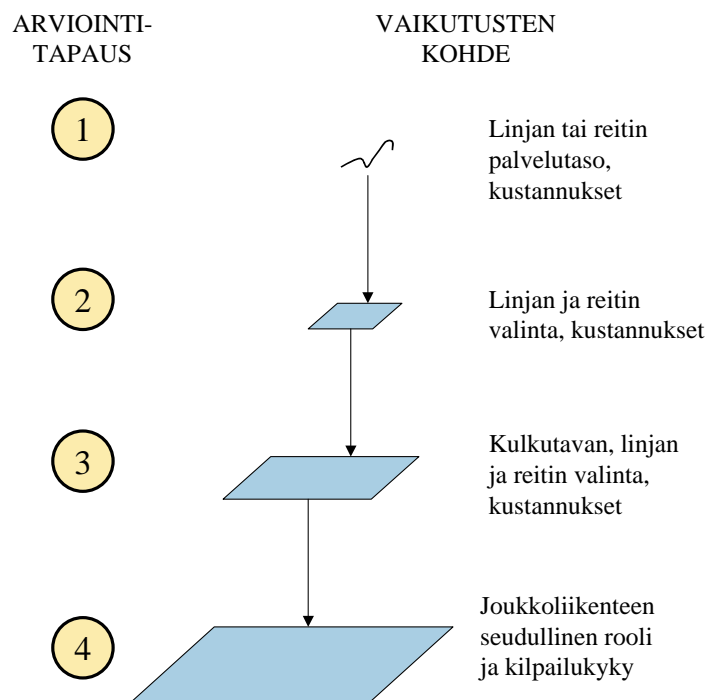 ARVIOINTI-
TAPAUS
VAIKUTUSTEN
KOHDE
1
Linjan tai reitin
palvelutaso,
kustannukset
2
Linjan ja reitin
valinta, kustannukset
3
Kulkutavan, linjan
ja reitin valinta,
kustannukset
4
Joukkoliikenteen
seudullinen rooli
ja kilpailukyky